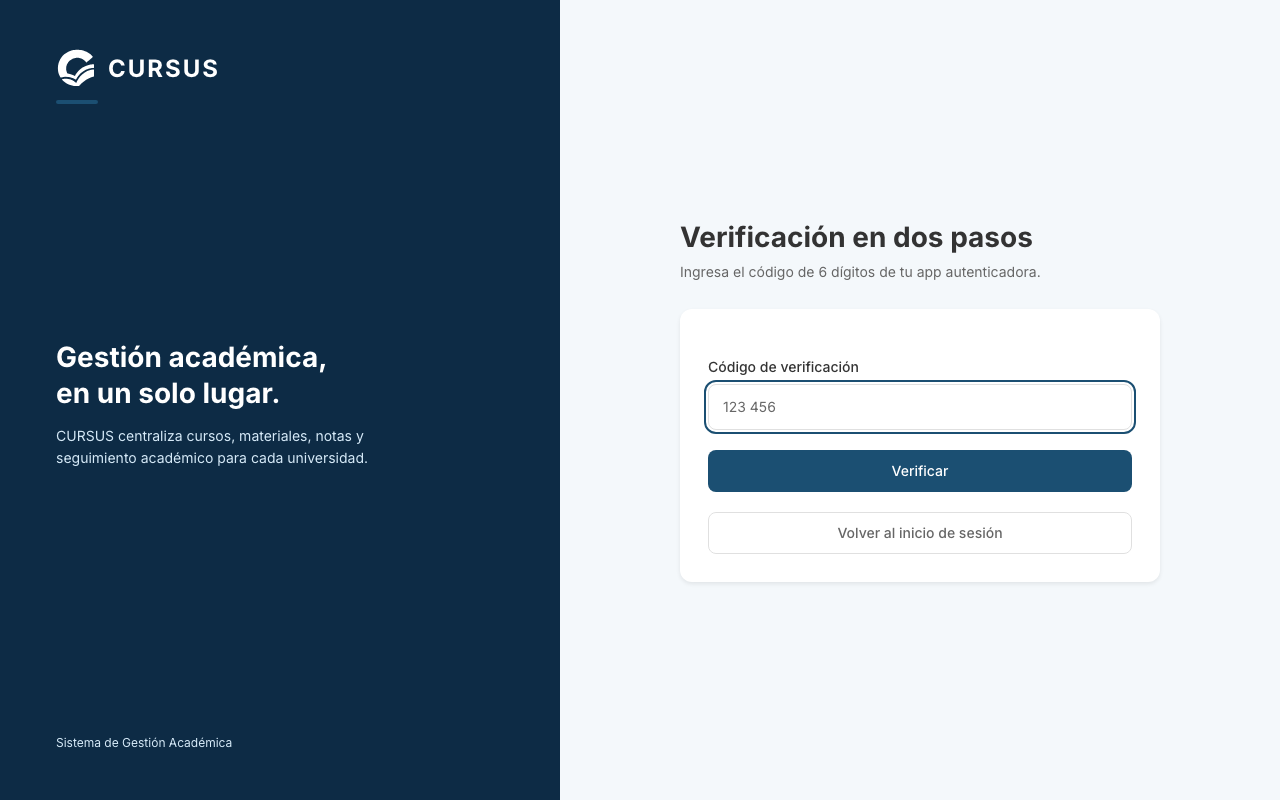 CURSUS
Gestión académica,
en un solo lugar.
CURSUS centraliza cursos, materiales, notas y
seguimiento académico para cada universidad.
Sistema de Gestión Académica
Verificación en dos pasos
Ingresa el código de 6 dígitos de tu app autenticadora.
Código de verificación
123 456
Verificar
Volver al inicio de sesión